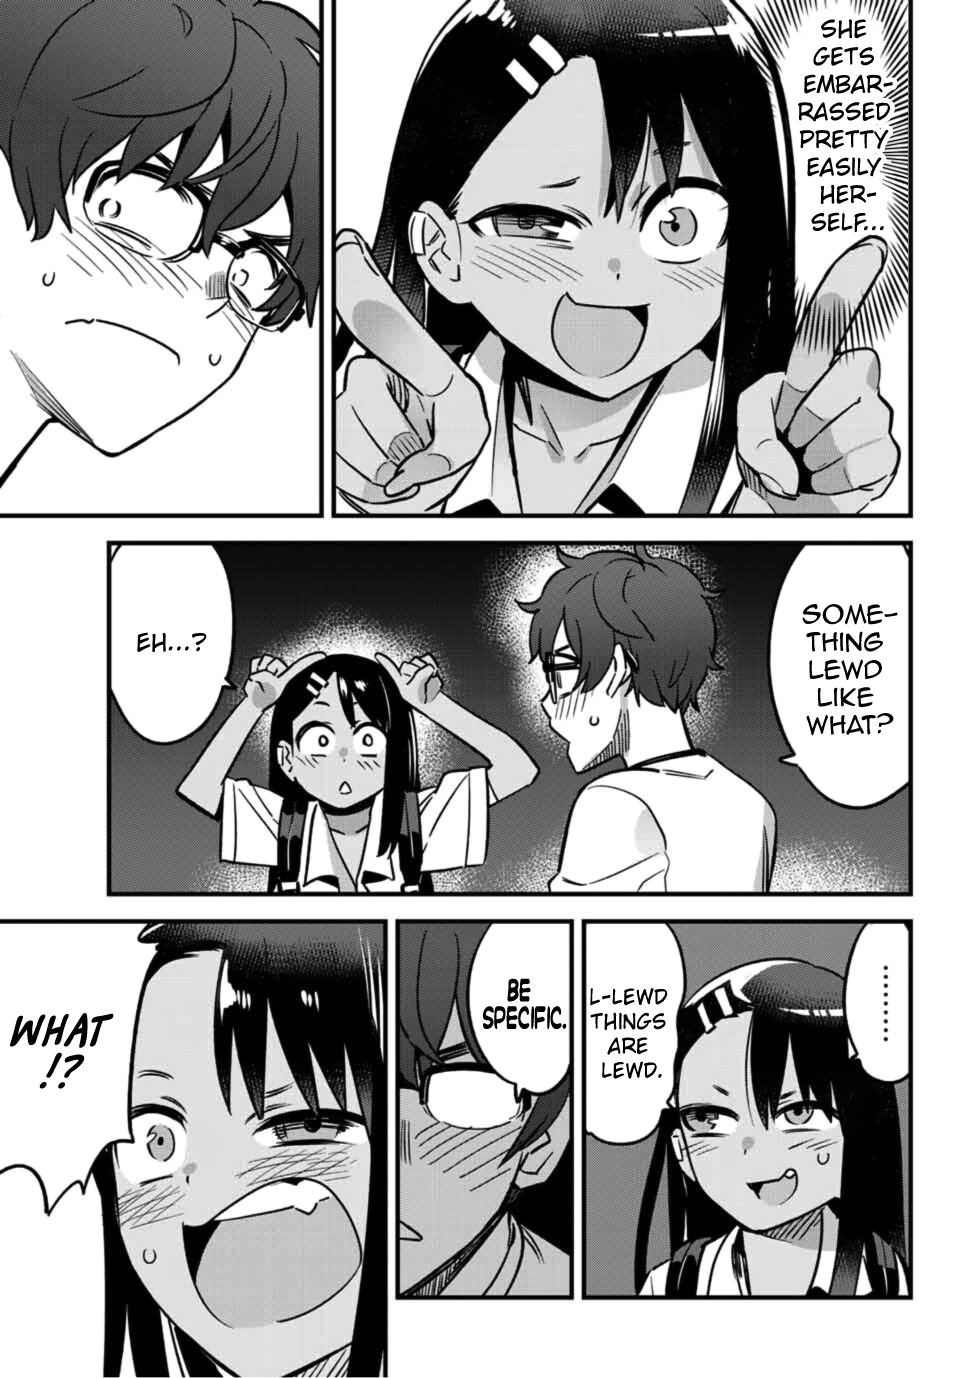 SHE
GETS
EMBAR-
RASSED
PRETTY
EASILY
HER-
SELF...
SOME-
THING
LEWD
LIKE
WHAT?
EH...?
.........
L-LEWD
THINGS
ARE
LEWD.
BE
SPECIFIC.
WHAT
!?